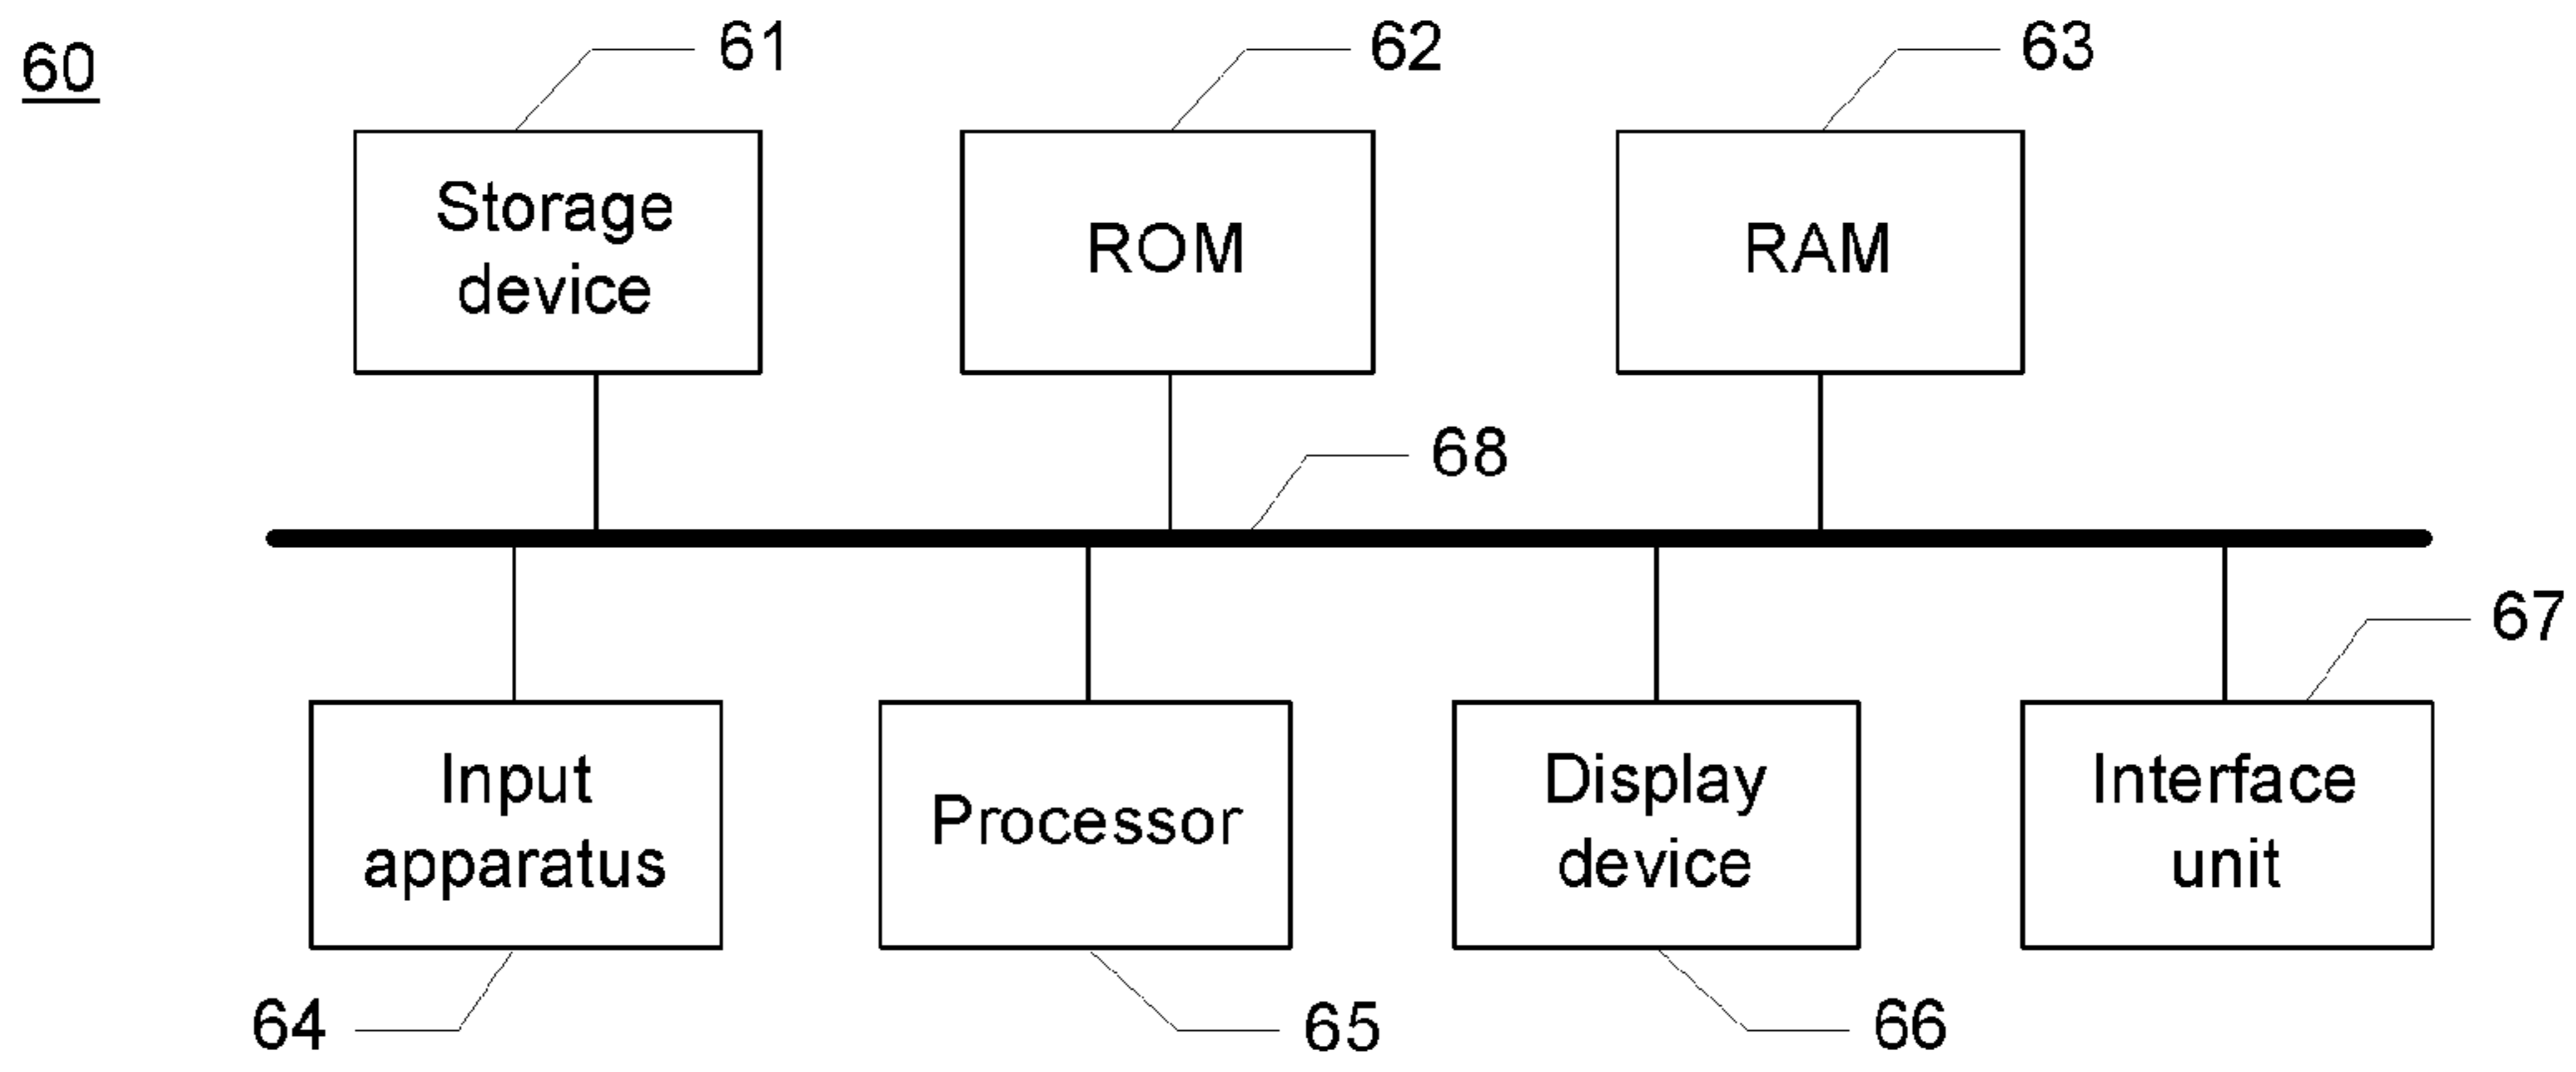 60
61
62
63
Storage
device
ROM
RAM
68
67
Input
apparatus
Processor
Display
device
Interface
unit
64
65
66